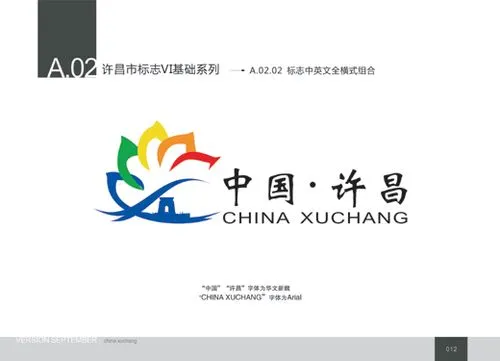 A.02 许昌市标志VI基础系列 A.02.02 标志中英文全横式组合
中国·许昌
CHINA XUCHANG
“中国”“许昌”字体为华文新魏
“CHINA XUCHANG”字体为Arial
VERSION SEPTEMBER china xuchang 012